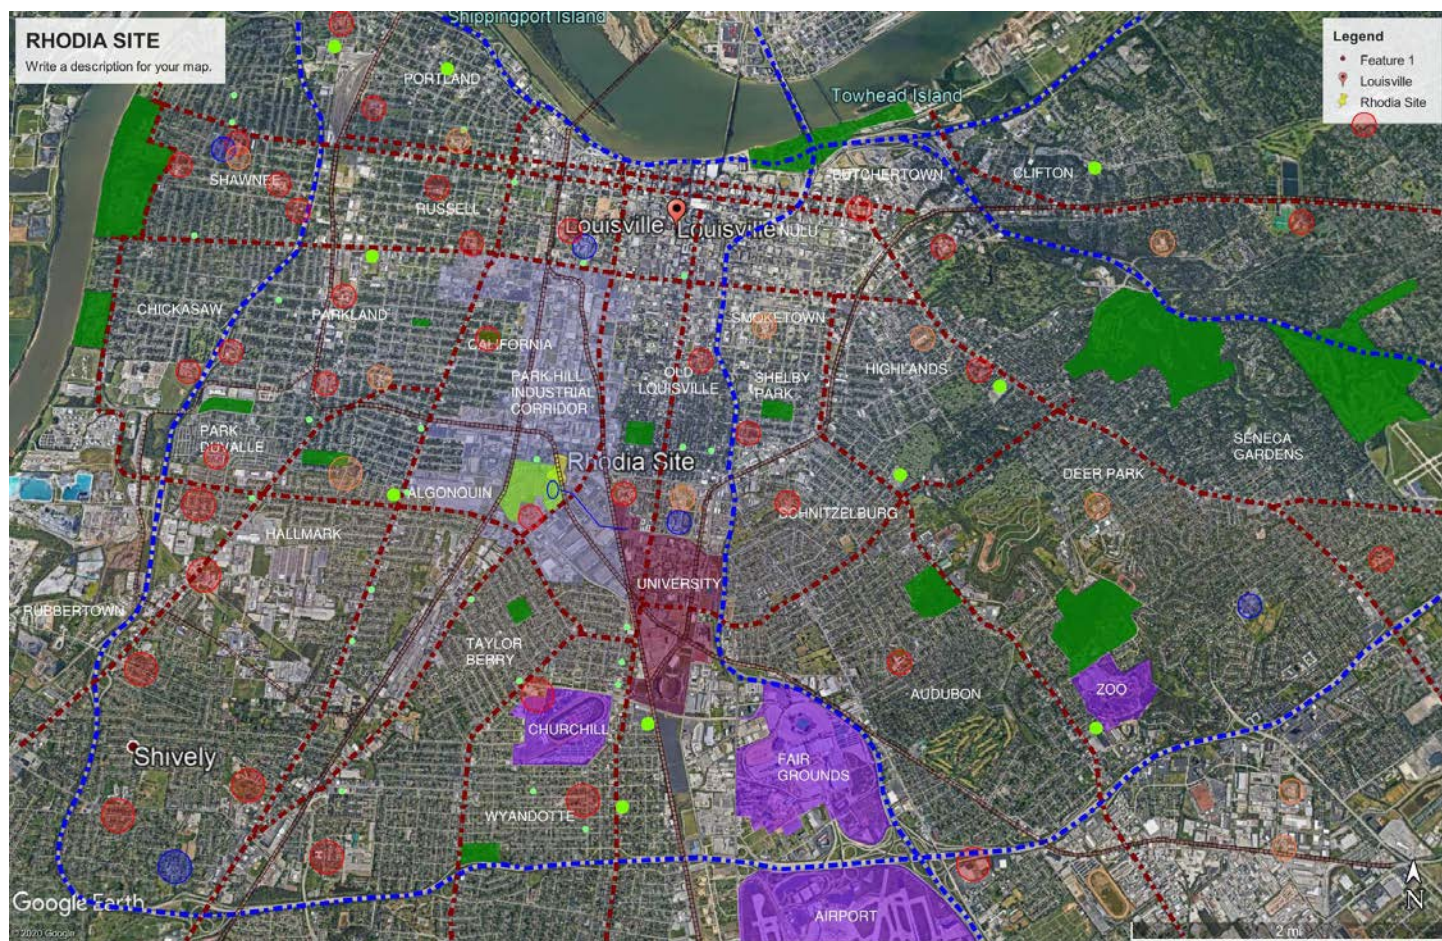 Shippingport Island
RHODIA SITE
Write a description for your map.
Legend
Feature 1
Louisville
Rhodia Site
PORTLAND
Towhead Island
SHAWNEE
BUTCHERTOWN
CLIFTON
RUSSELL
Louisville
Louisville
NULU
CHICKASAW
PARKLAND
SMOKETOWN
CALIFORNIA
HIGHLANDS
PARK HILL
INDUSTRIAL
CORRIDOR
OLD
LOUISVILLE
SHELBY
PARK
PARK
DUVALLE
SENECA
GARDENS
Rhodia Site
DEER PARK
ALGONQUIN
SCHNITZELBURG
HALLMARK
UNIVERSITY
RUBBERTOWN
TAYLOR
BERRY
AUDUBON
ZOO
CHURCHILL
Shively
FAIR
GROUNDS
WYANDOTTE
Google Earth
N
AIRPORT
© 2020 Google
2 mi